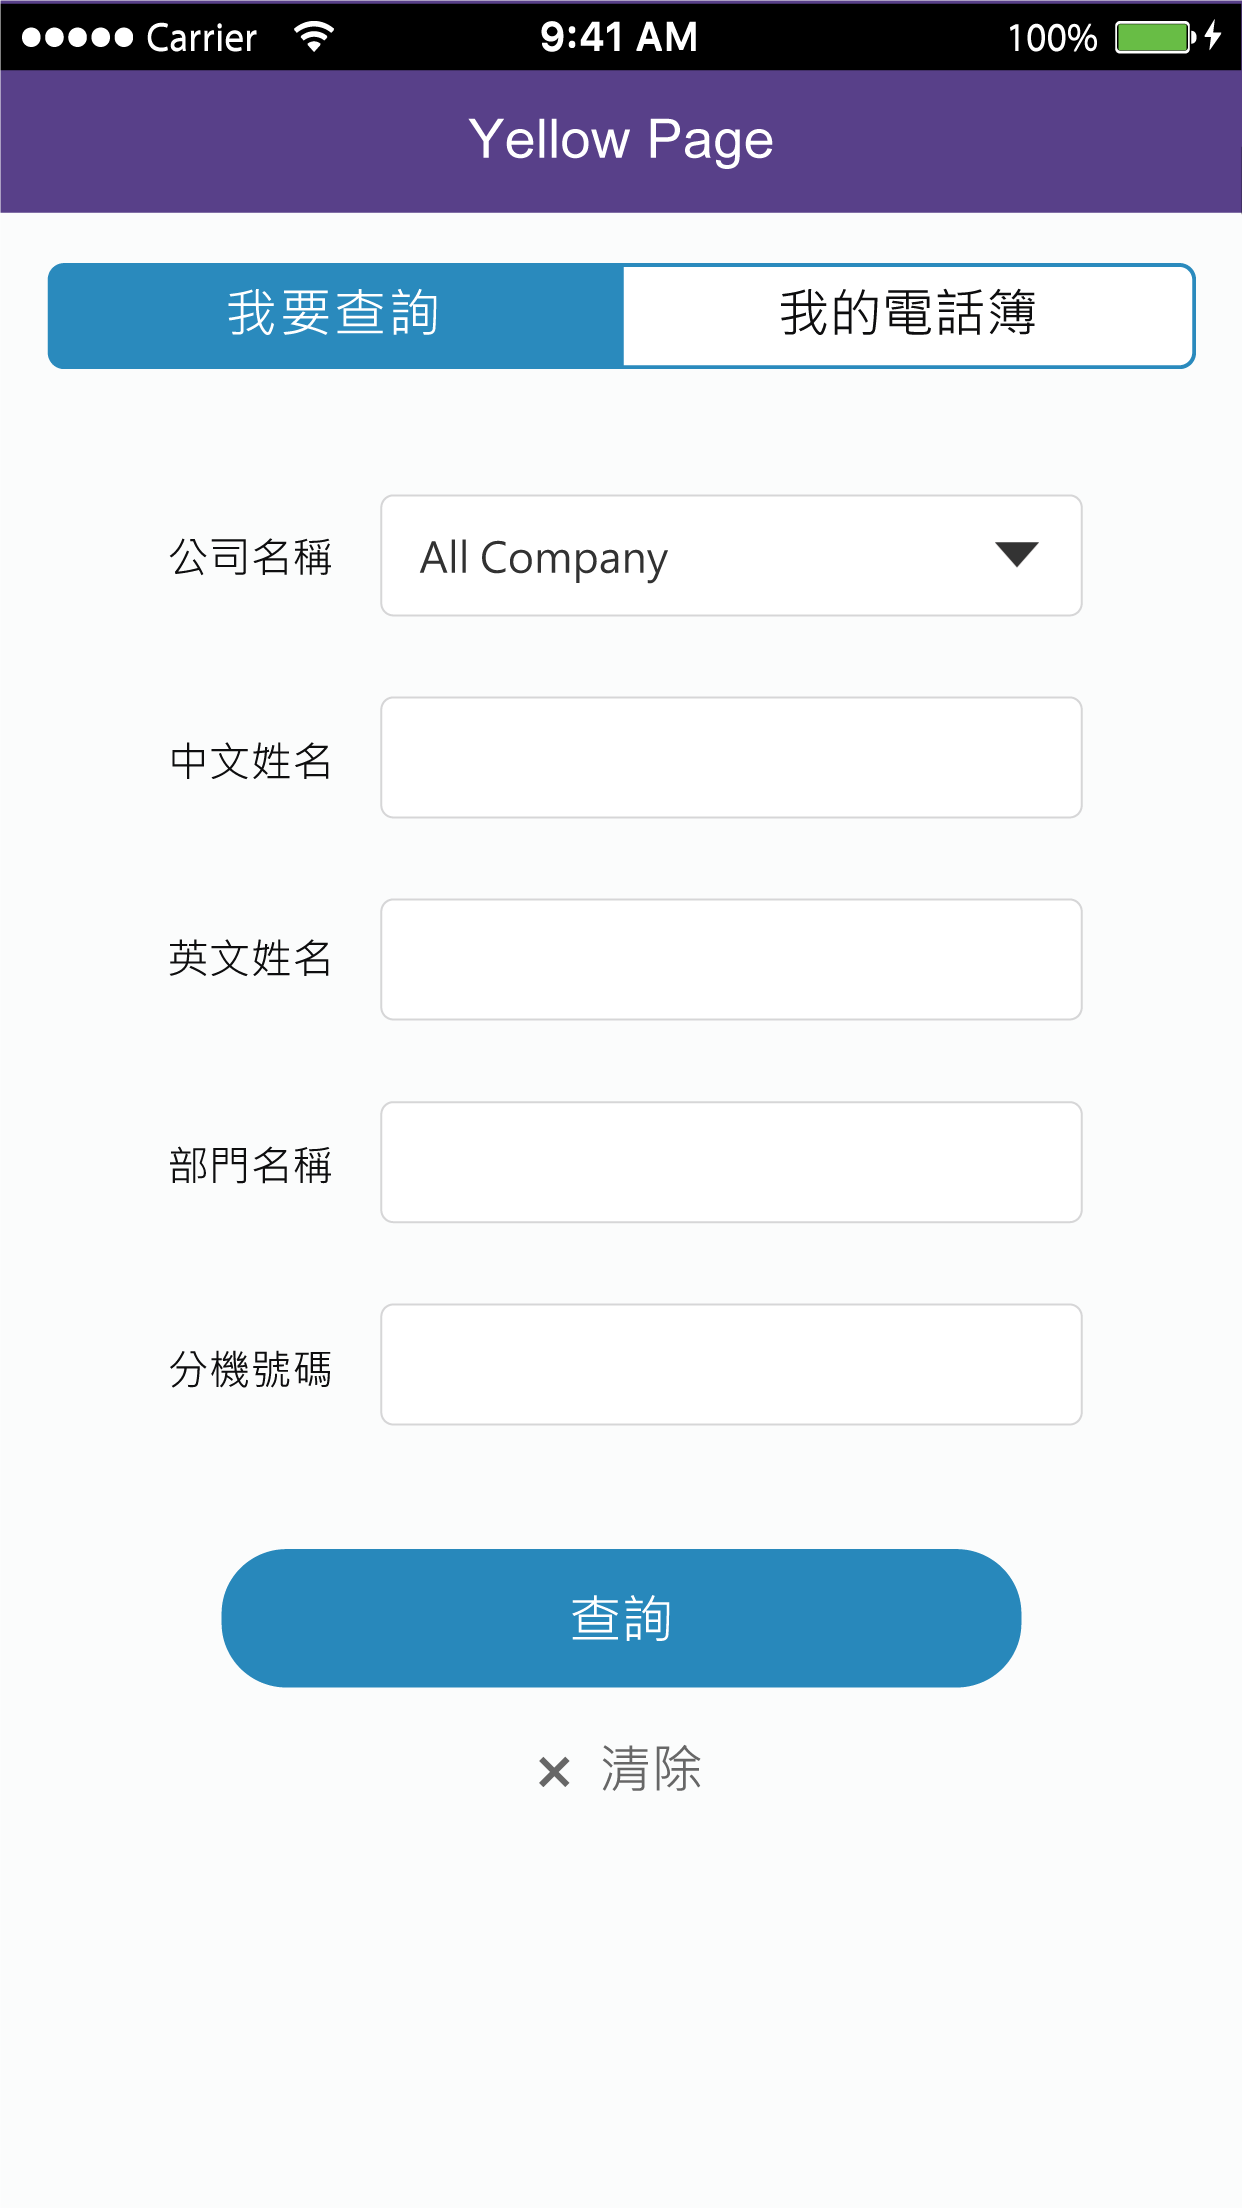 Carrier 9:41 AM 100%
Yellow Page
我要查詢 我的電話簿
公司名稱 All Company
中文姓名
英文姓名
部門名稱
分機號碼
查詢
× 清除